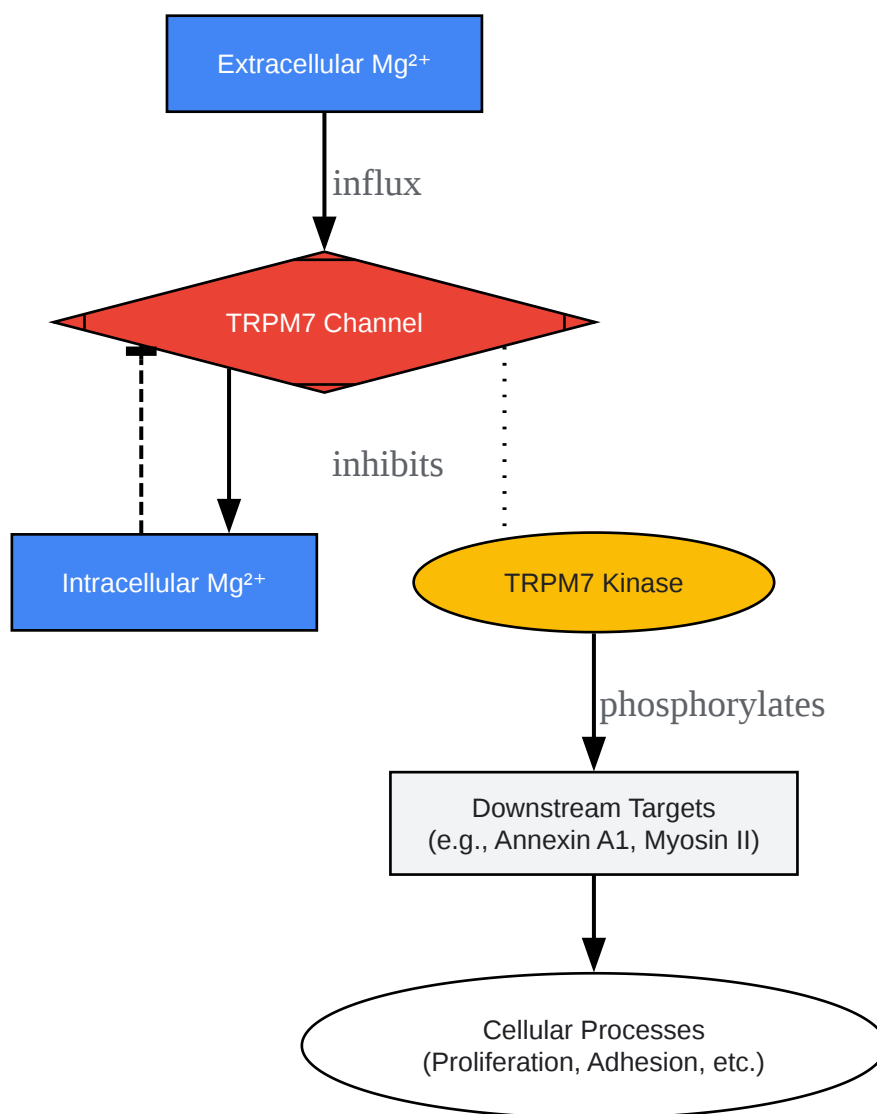 Extracellular Mg²⁺
influx
TRPM7 Channel
inhibits
Intracellular Mg²⁺
TRPM7 Kinase
phosphorylates
Downstream Targets
(e.g., Annexin A1, Myosin II)
Cellular Processes
(Proliferation, Adhesion, etc.)